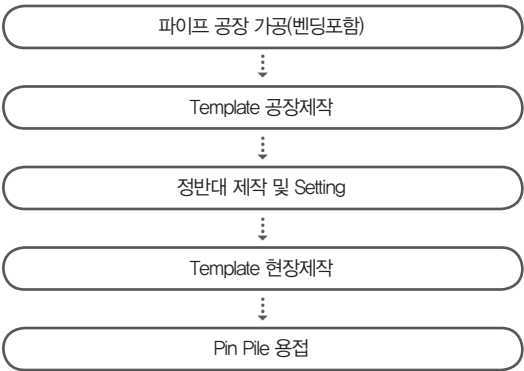 파이프 공장 가공(벤딩포함)
Template 공장제작
정반대 제작 및 Setting
Template 현장제작
Pin Pile 용접